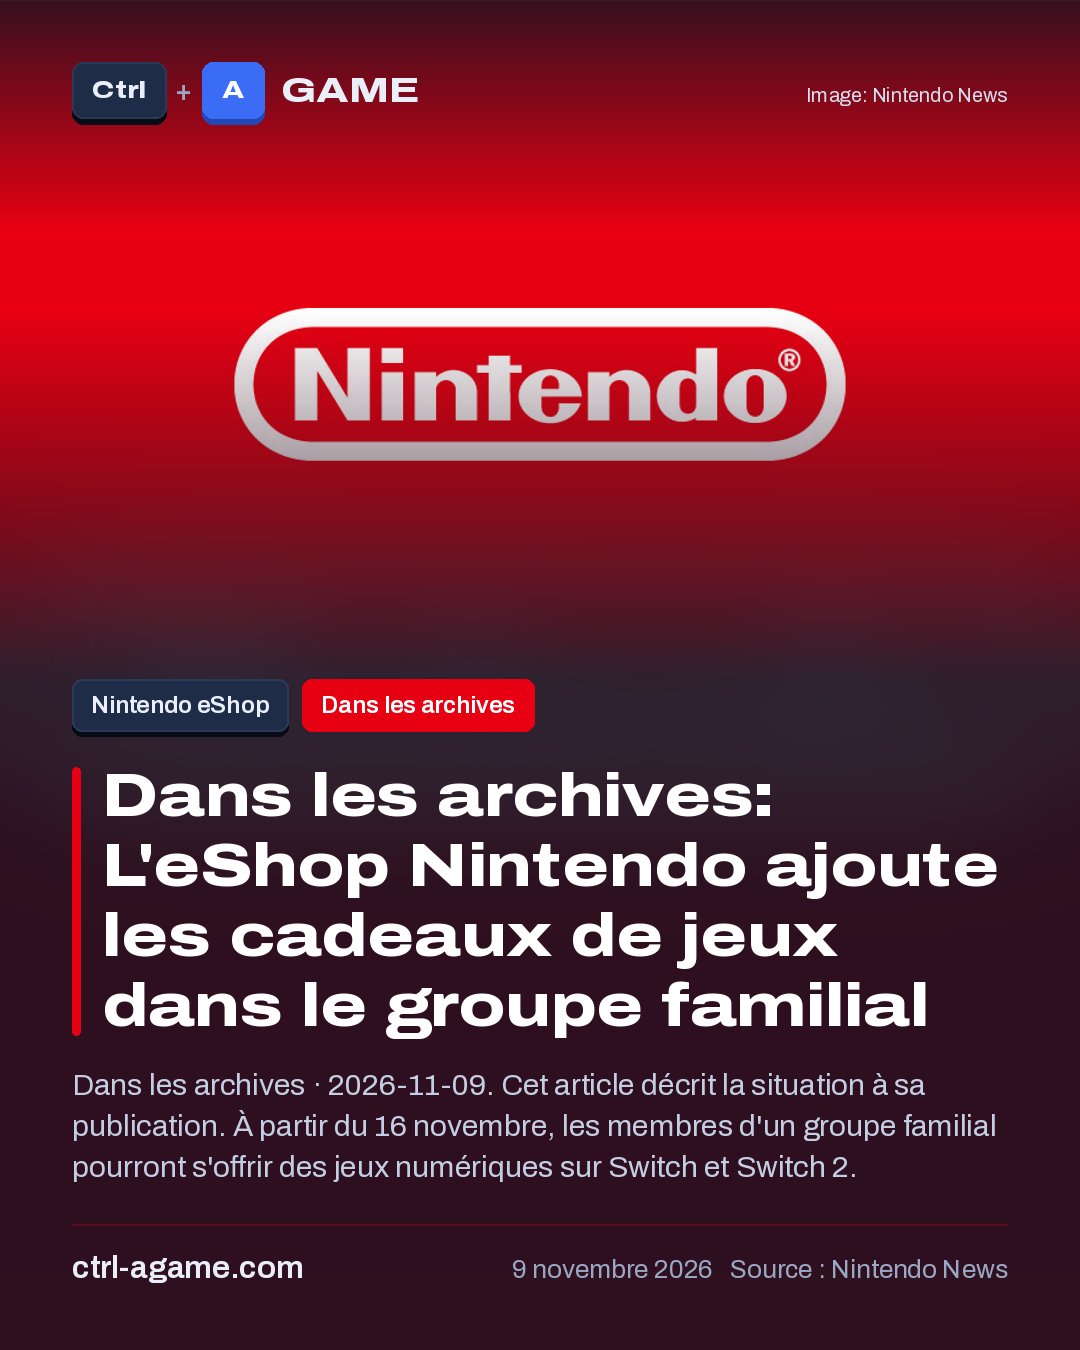 Ctrl + A GAME
Image: Nintendo News
Nintendo®
Nintendo eShop
Dans les archives
Dans les archives:
L'eShop Nintendo ajoute
les cadeaux de jeux
dans le groupe familial
Dans les archives · 2026-11-09. Cet article décrit la situation à sa
publication. À partir du 16 novembre, les membres d'un groupe familial
pourront s'offrir des jeux numériques sur Switch et Switch 2.
ctrl-agame.com
9 novembre 2026 Source : Nintendo News